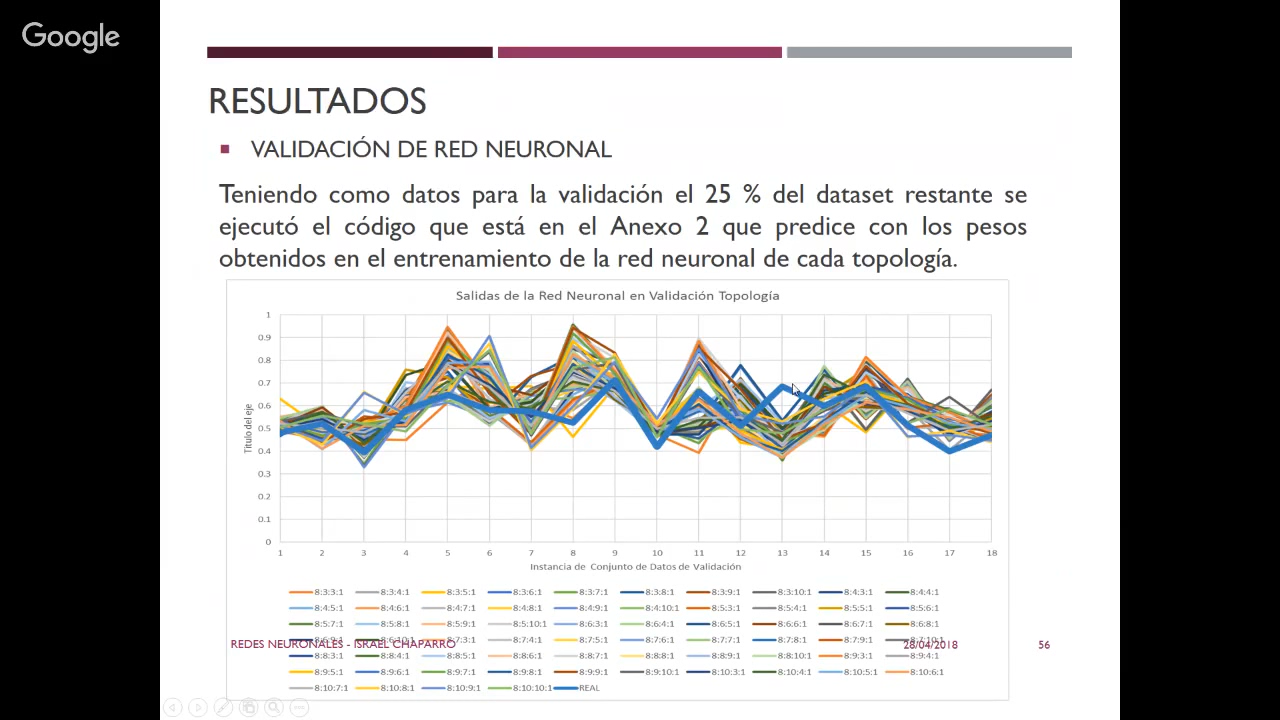 Google
RESULTADOS
VALIDACIÓN DE RED NEURONAL
Teniendo como datos para la validación el 25 % del dataset restante se
ejecutó el código que está en el Anexo 2 que predice con los pesos
obtenidos en el entrenamiento de la red neuronal de cada topología.
Salidas de la Red Neuronal en Validación Topología
1
0.9
0.8
0.7
0.6
0.5
0.4
0.3
0.2
0.1
0
Título del eje
1 2 3 4 5 6 7 8 9 10 11 12 13 14 15 16 17 18
Instancia de Conjunto de Datos de Validación
8:3:3:1 8:3:4:1 8:3:5:1 8:3:6:1 8:3:7:1 8:3:8:1 8:3:9:1 8:3:10:1 8:4:3:1 8:4:4:1
8:4:5:1 8:4:6:1 8:4:7:1 8:4:8:1 8:4:9:1 8:4:10:1 8:5:3:1 8:5:4:1 8:5:5:1 8:5:6:1
8:5:7:1 8:5:8:1 8:5:9:1 8:5:10:1 8:6:3:1 8:6:4:1 8:6:5:1 8:6:6:1 8:6:7:1 8:6:8:1
8:6:9:1 8:6:10:1 8:7:3:1 8:7:4:1 8:7:5:1 8:7:6:1 8:7:7:1 8:7:8:1 8:7:9:1 8:7:10:1
REDES NEURONALES - ISRAEL CHAPARRO 28/04/2018 56
8:8:3:1 8:8:4:1 8:8:5:1 8:8:6:1 8:8:7:1 8:8:8:1 8:8:9:1 8:8:10:1 8:9:3:1 8:9:4:1
8:9:5:1 8:9:6:1 8:9:7:1 8:9:8:1 8:9:9:1 8:9:10:1 8:10:3:1 8:10:4:1 8:10:5:1 8:10:6:1
8:10:7:1 8:10:8:1 8:10:9:1 8:10:10:1 REAL